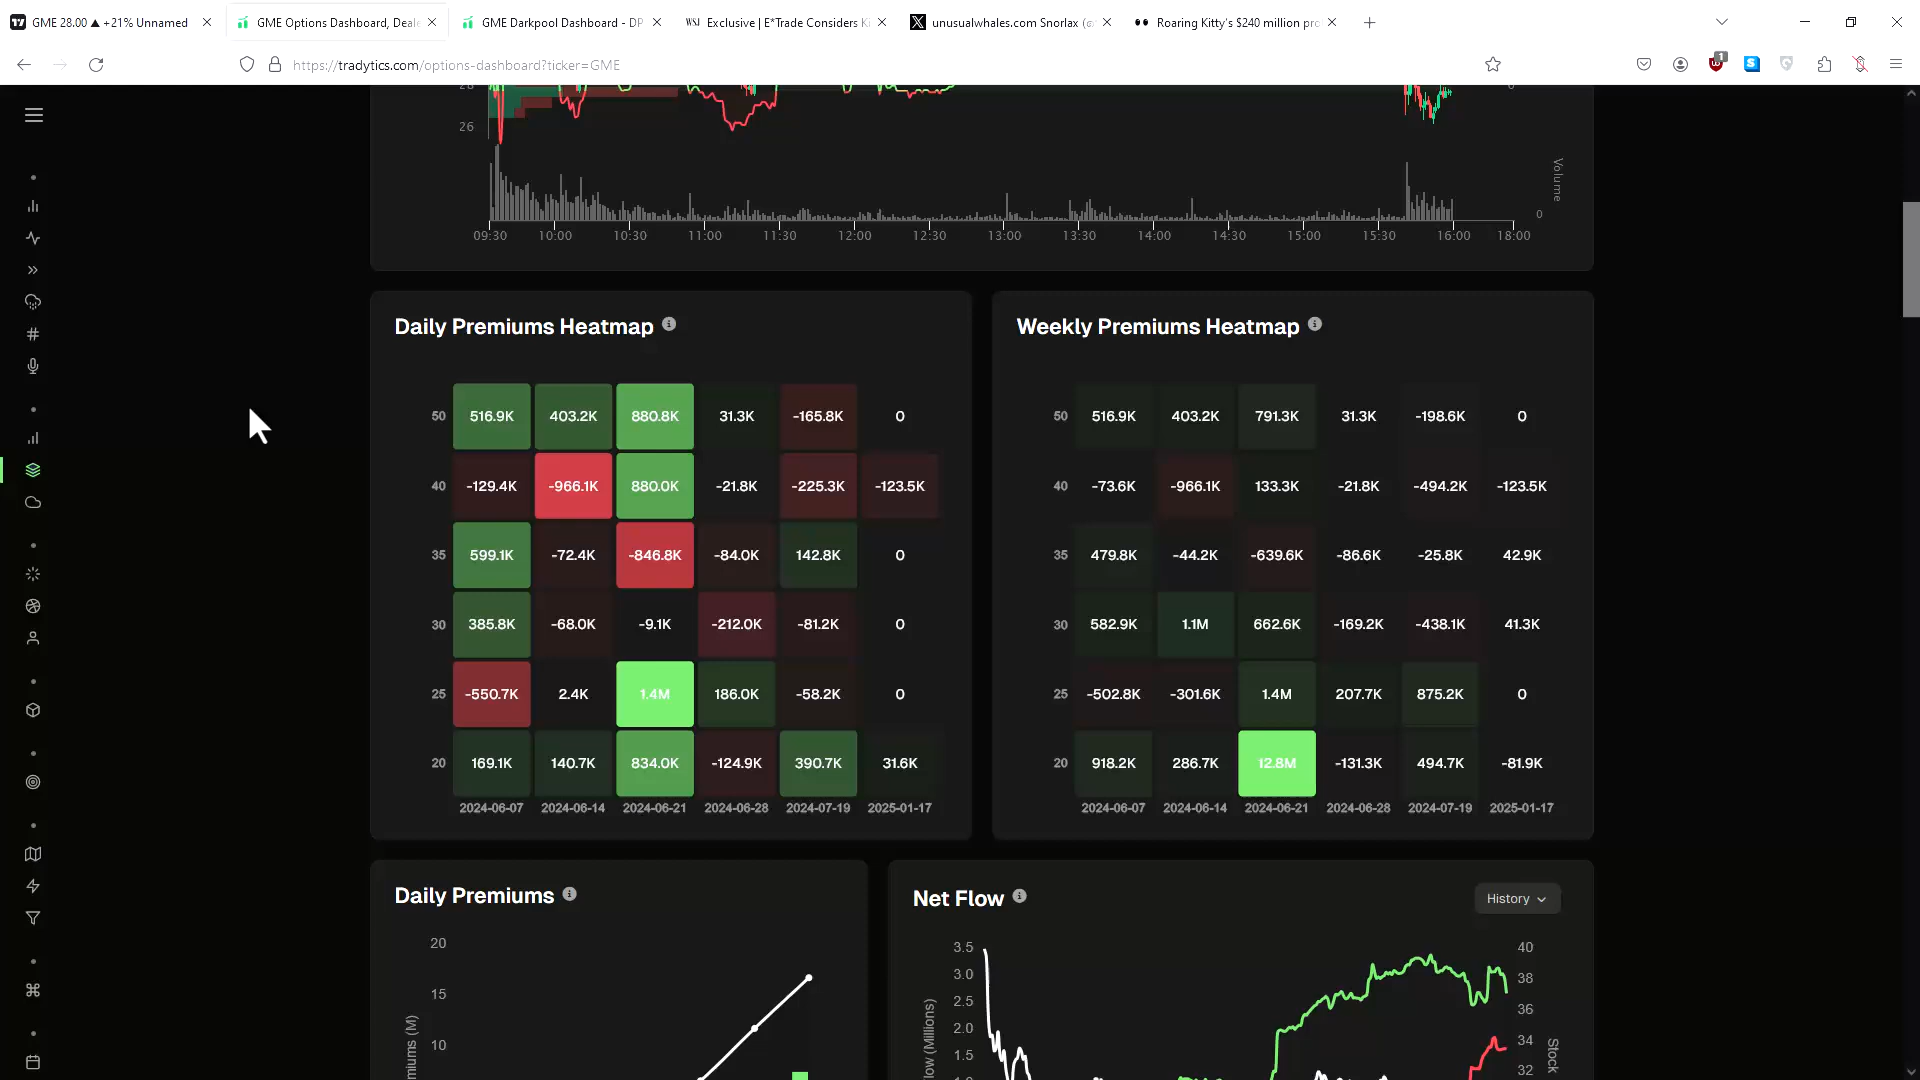 GME 28.00 ▲ +21% Unnamed
GME Options Dashboard, Deale
GME Darkpool Dashboard - DP
WSJ Exclusive | E*Trade Considers Ki
unusualwhales.com Snorlax (@
Roaring Kitty's $240 million pro
https://tradytics.com/options-dashboard?ticker=GME
1
28
0
26
Volume
0
09:30 10:00 10:30 11:00 11:30 12:00 12:30 13:00 13:30 14:00 14:30 15:00 15:30 16:00 18:00
Daily Premiums Heatmap
50 516.9K 403.2K 880.8K 31.3K -165.8K 0
40 -129.4K -966.1K 880.0K -21.8K -225.3K -123.5K
35 599.1K -72.4K -846.8K -84.0K 142.8K 0
30 385.8K -68.0K -9.1K -212.0K -81.2K 0
25 -550.7K 2.4K 1.4M 186.0K -58.2K 0
20 169.1K 140.7K 834.0K -124.9K 390.7K 31.6K
2024-06-07 2024-06-14 2024-06-21 2024-06-28 2024-07-19 2025-01-17
Weekly Premiums Heatmap
50 516.9K 403.2K 791.3K 31.3K -198.6K 0
40 -73.6K -966.1K 133.3K -21.8K -494.2K -123.5K
35 479.8K -44.2K -639.6K -86.6K -25.8K 42.9K
30 582.9K 1.1M 662.6K -169.2K -438.1K 41.3K
25 -502.8K -301.6K 1.4M 207.7K 875.2K 0
20 918.2K 286.7K 12.8M -131.3K 494.7K -81.9K
2024-06-07 2024-06-14 2024-06-21 2024-06-28 2024-07-19 2025-01-17
Daily Premiums
20
15
10
miums (M)
Net Flow
History
3.5
3.0
2.5
2.0
1.5
low (Millions)
40
38
36
34
32
Stock